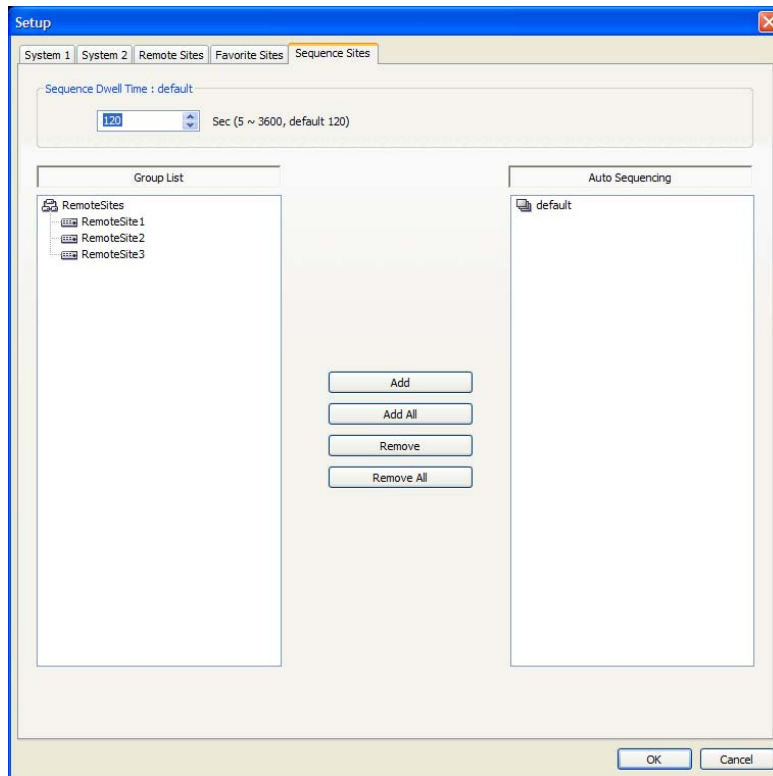 Setup
System 1 System 2 Remote Sites Favorite Sites Sequence Sites
Sequence Dwell Time : default
120 Sec (5 ~ 3600, default 120)
Group List
RemoteSites
RemoteSite1
RemoteSite2
RemoteSite3
Add
Add All
Remove
Remove All
Auto Sequencing
default
OK Cancel